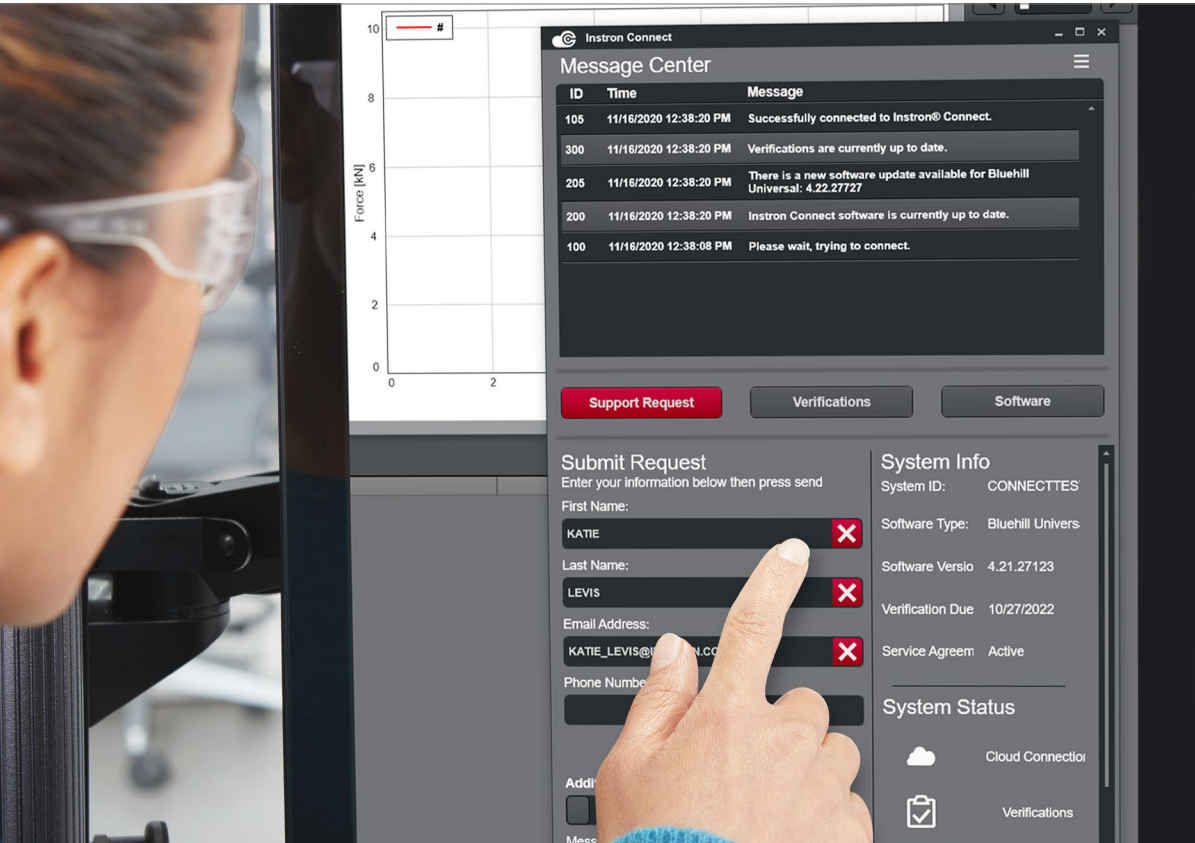 10
#
8
6
Force [kN]
4
2
0
0
2
Instron Connect
Message Center
ID Time Message
105 11/16/2020 12:38:20 PM Successfully connected to Instron® Connect.
300 11/16/2020 12:38:20 PM Verifications are currently up to date.
205 11/16/2020 12:38:20 PM There is a new software update available for Bluehill
Universal: 4.22.27727
200 11/16/2020 12:38:20 PM Instron Connect software is currently up to date.
100 11/16/2020 12:38:08 PM Please wait, trying to connect.
Support Request Verifications Software
Submit Request
Enter your information below then press send
First Name:
KATIE
Last Name:
LEVIS
Email Address:
KATIE_LEVIS@
Phone
System Info
System ID: CONNECTTES
Software Type: Bluehill Univers
Software Versio 4.21.27123
Verification Due 10/27/2022
Service Agreem Active
System Status
Cloud Connection
Verifications